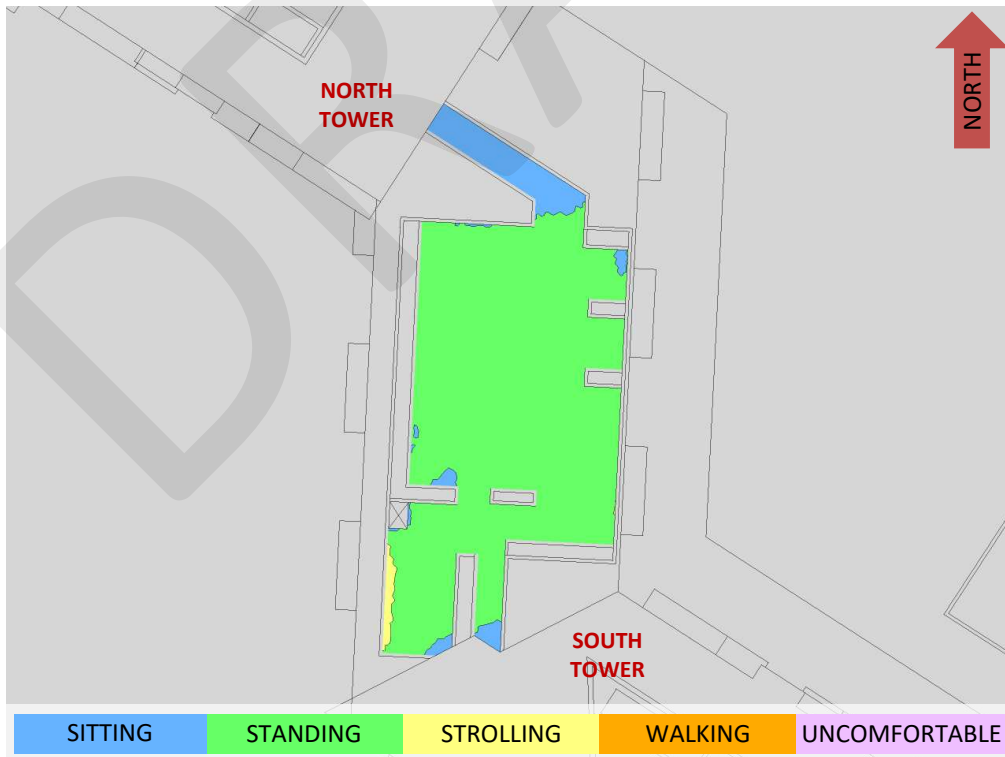 NORTH
TOWER
NORTH
SOUTH
TOWER
SITTING
STANDING
STROLLING
WALKING
UNCOMFORTABLE